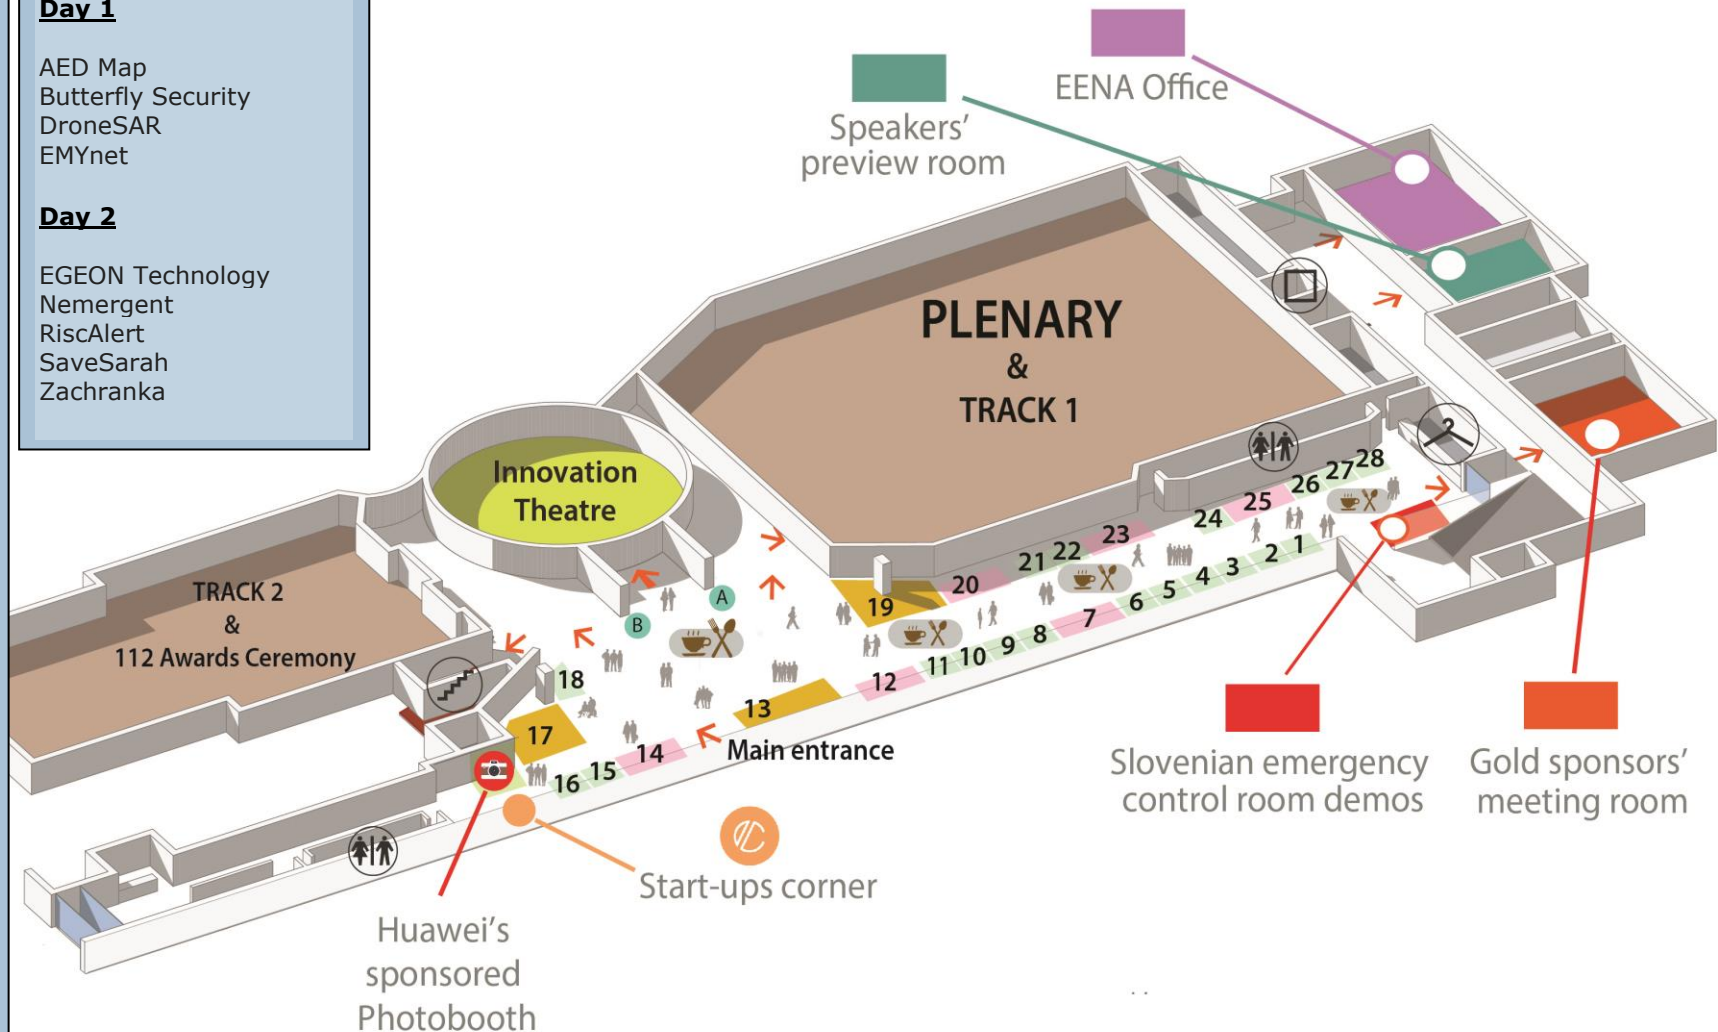 Day 1
AED Map
Butterfly Security
DroneSAR
EMYnet
Day 2
EGEON Technology
Nemergent
RiscAlert
SaveSarah
Zachranka
EENA Office
Speakers'
preview room
PLENARY
&
TRACK 1
Innovation
Theatre
TRACK 2
&
112 Awards Ceremony
A
B
28
27
26
25
24
23
22
21
20
19
1
2
3
4
5
6
7
8
9
10
11
12
13
14
15
16
17
18
Main entrance
Slovenian emergency
control room demos
Gold sponsors'
meeting room
Start-ups corner
Huawei's
sponsored
Photobooth